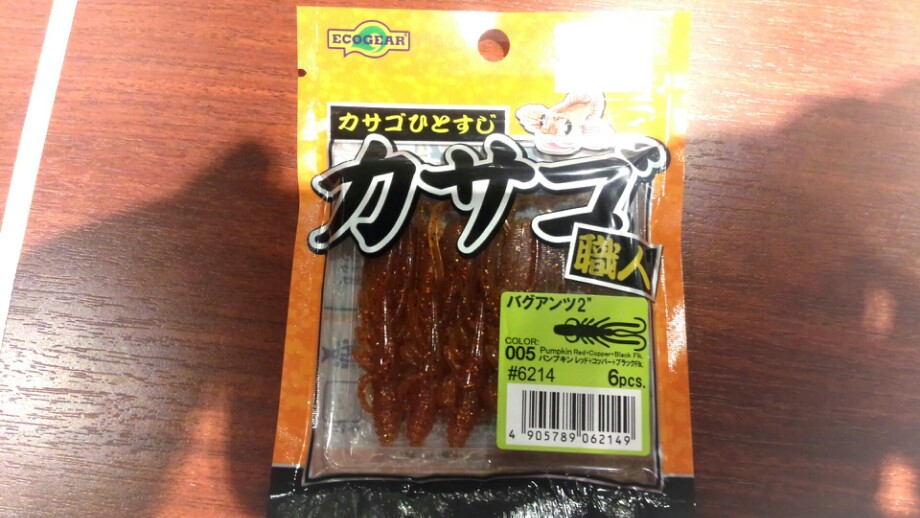 ECOGEAR
カサゴひとすじ
カサゴ
職人
バグアンツ2"
COLOR:
005 Pumpkin Red・Copper・Black Flk.
パンプキン レッド・コッパー・ブラックFlk.
#6214 6pcs.
4 905789 062149